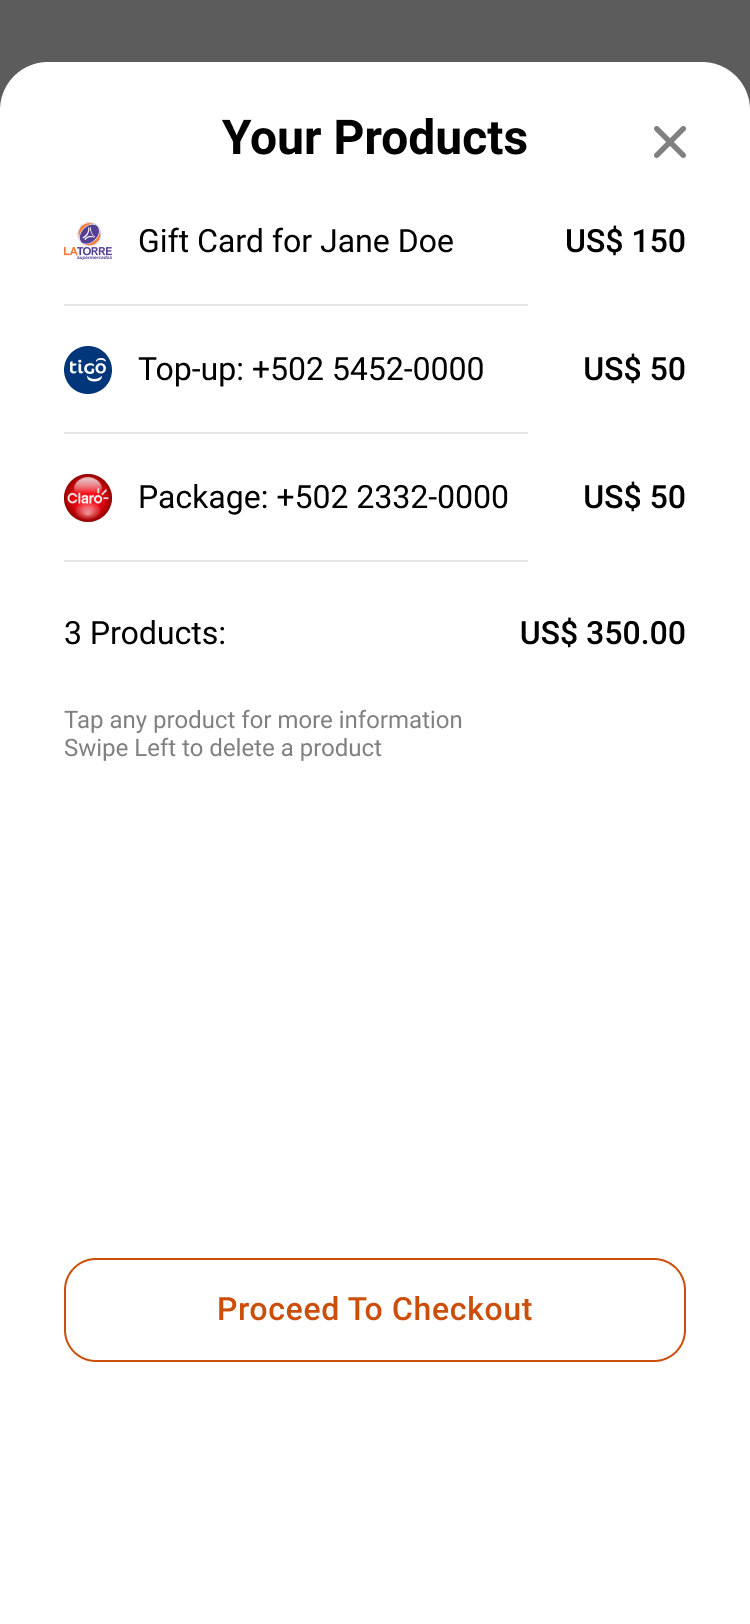 Your Products
LATORRE
supermercados
Gift Card for Jane Doe
US$ 150
tigo
Top-up: +502 5452-0000
US$ 50
Claro
Package: +502 2332-0000
US$ 50
3 Products:
US$ 350.00
Tap any product for more information
Swipe Left to delete a product
Proceed To Checkout